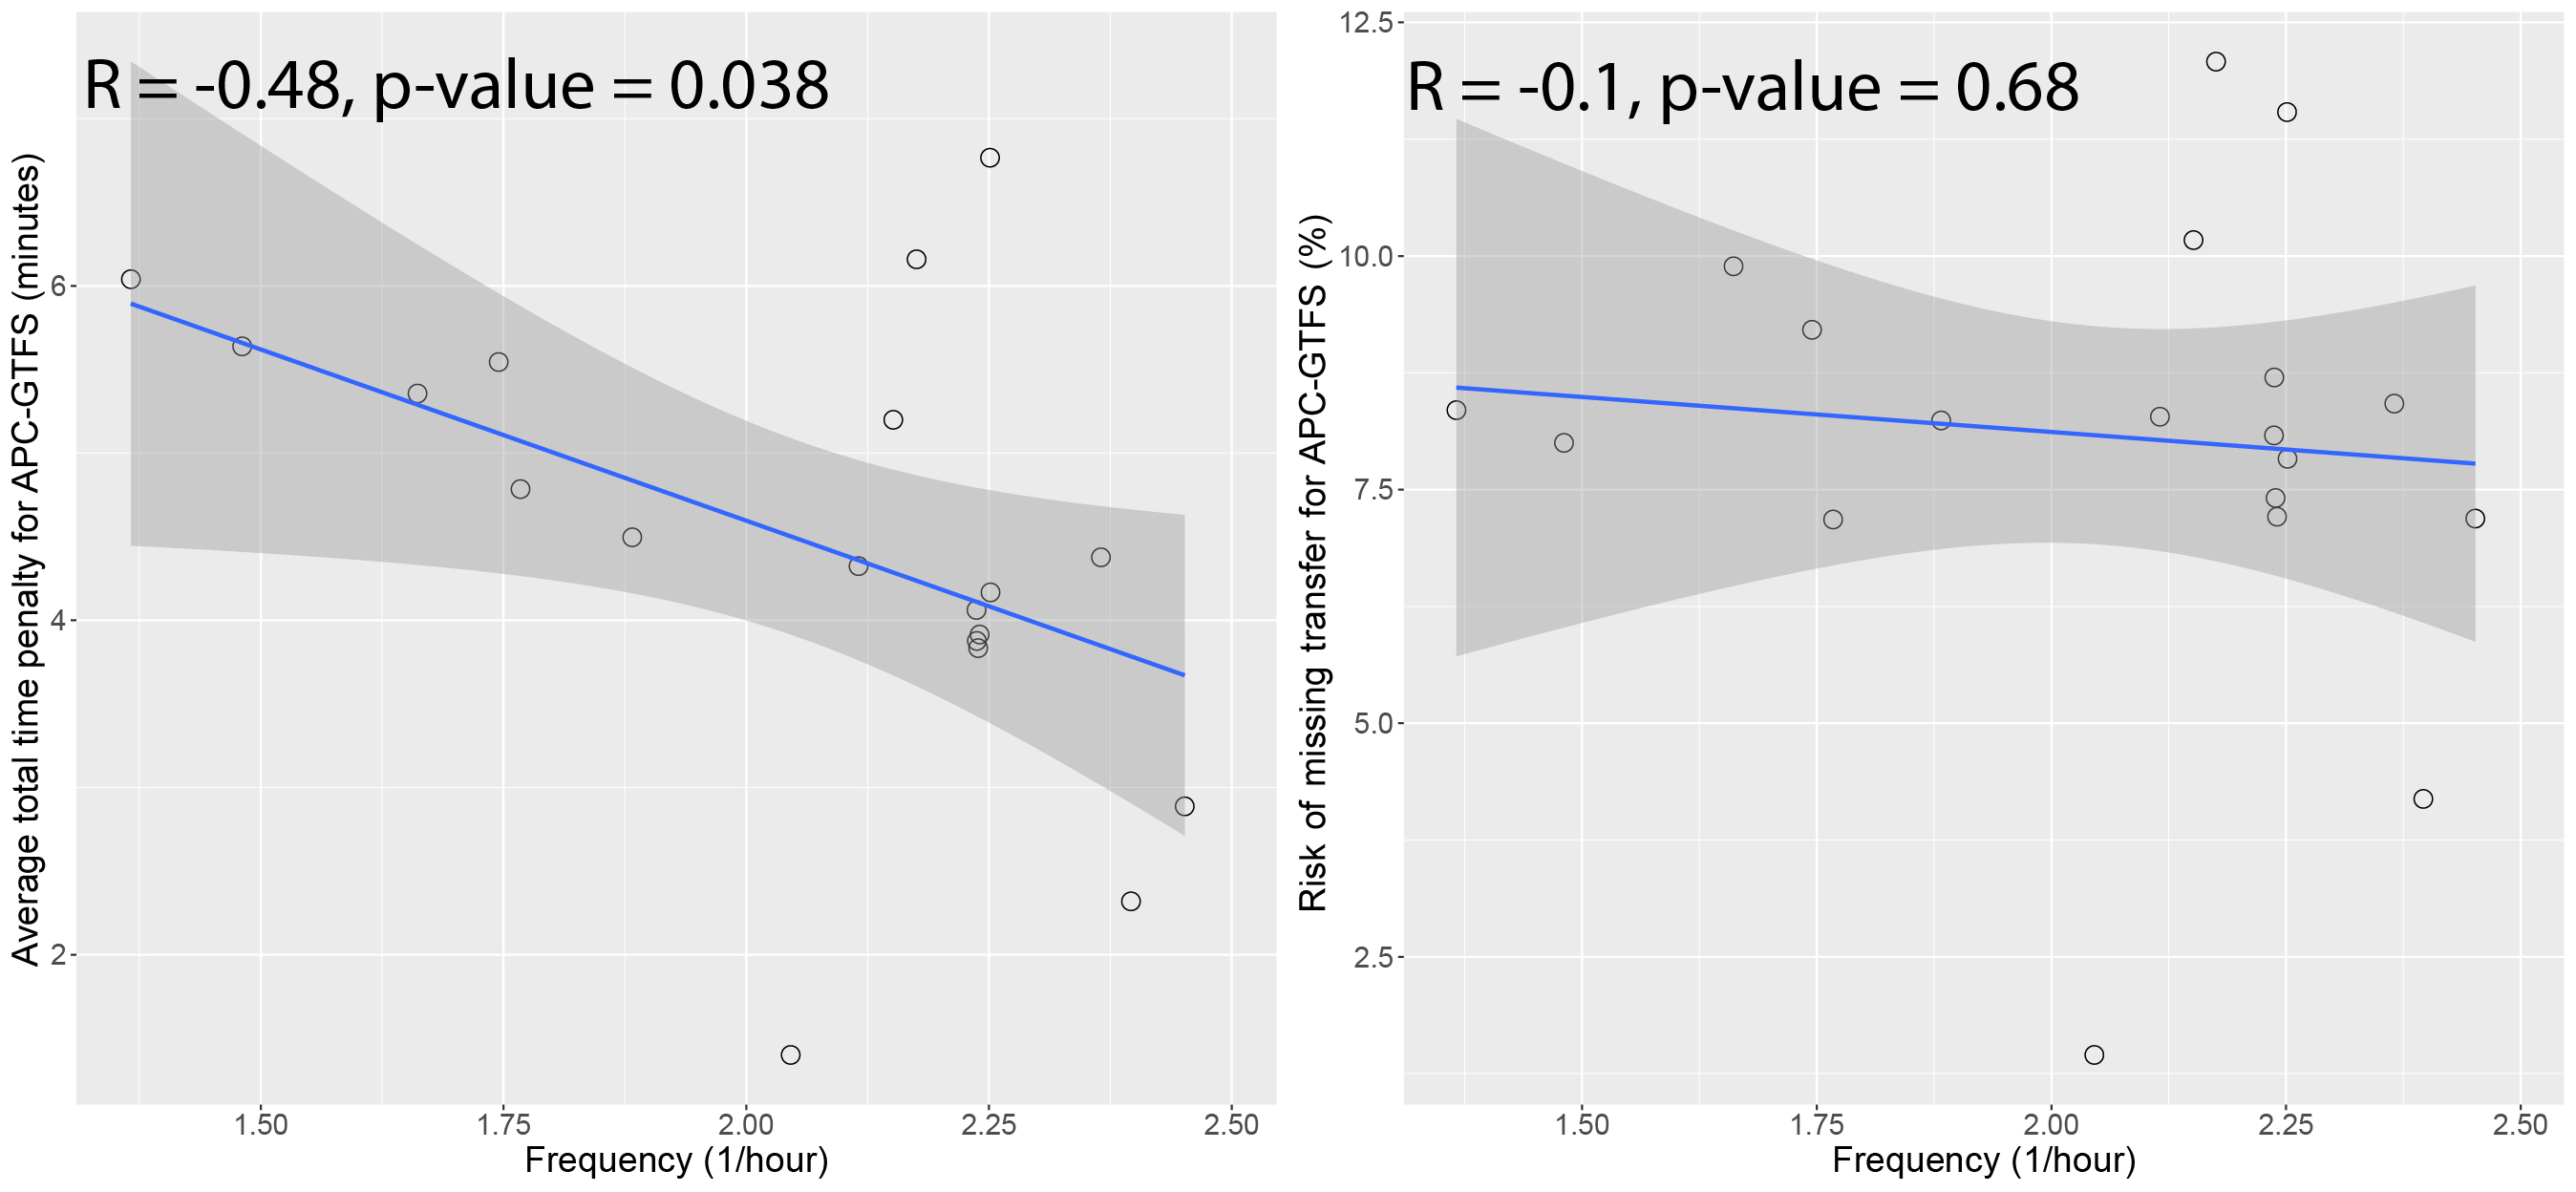 R = -0.48, p-value = 0.038
Average total time penalty for APC-GTFS (minutes)
6
4
2
1.50 1.75 2.00 2.25 2.50
Frequency (1/hour)
R = -0.1, p-value = 0.68
Risk of missing transfer for APC-GTFS (%)
12.5
10.0
7.5
5.0
2.5
1.50 1.75 2.00 2.25 2.50
Frequency (1/hour)